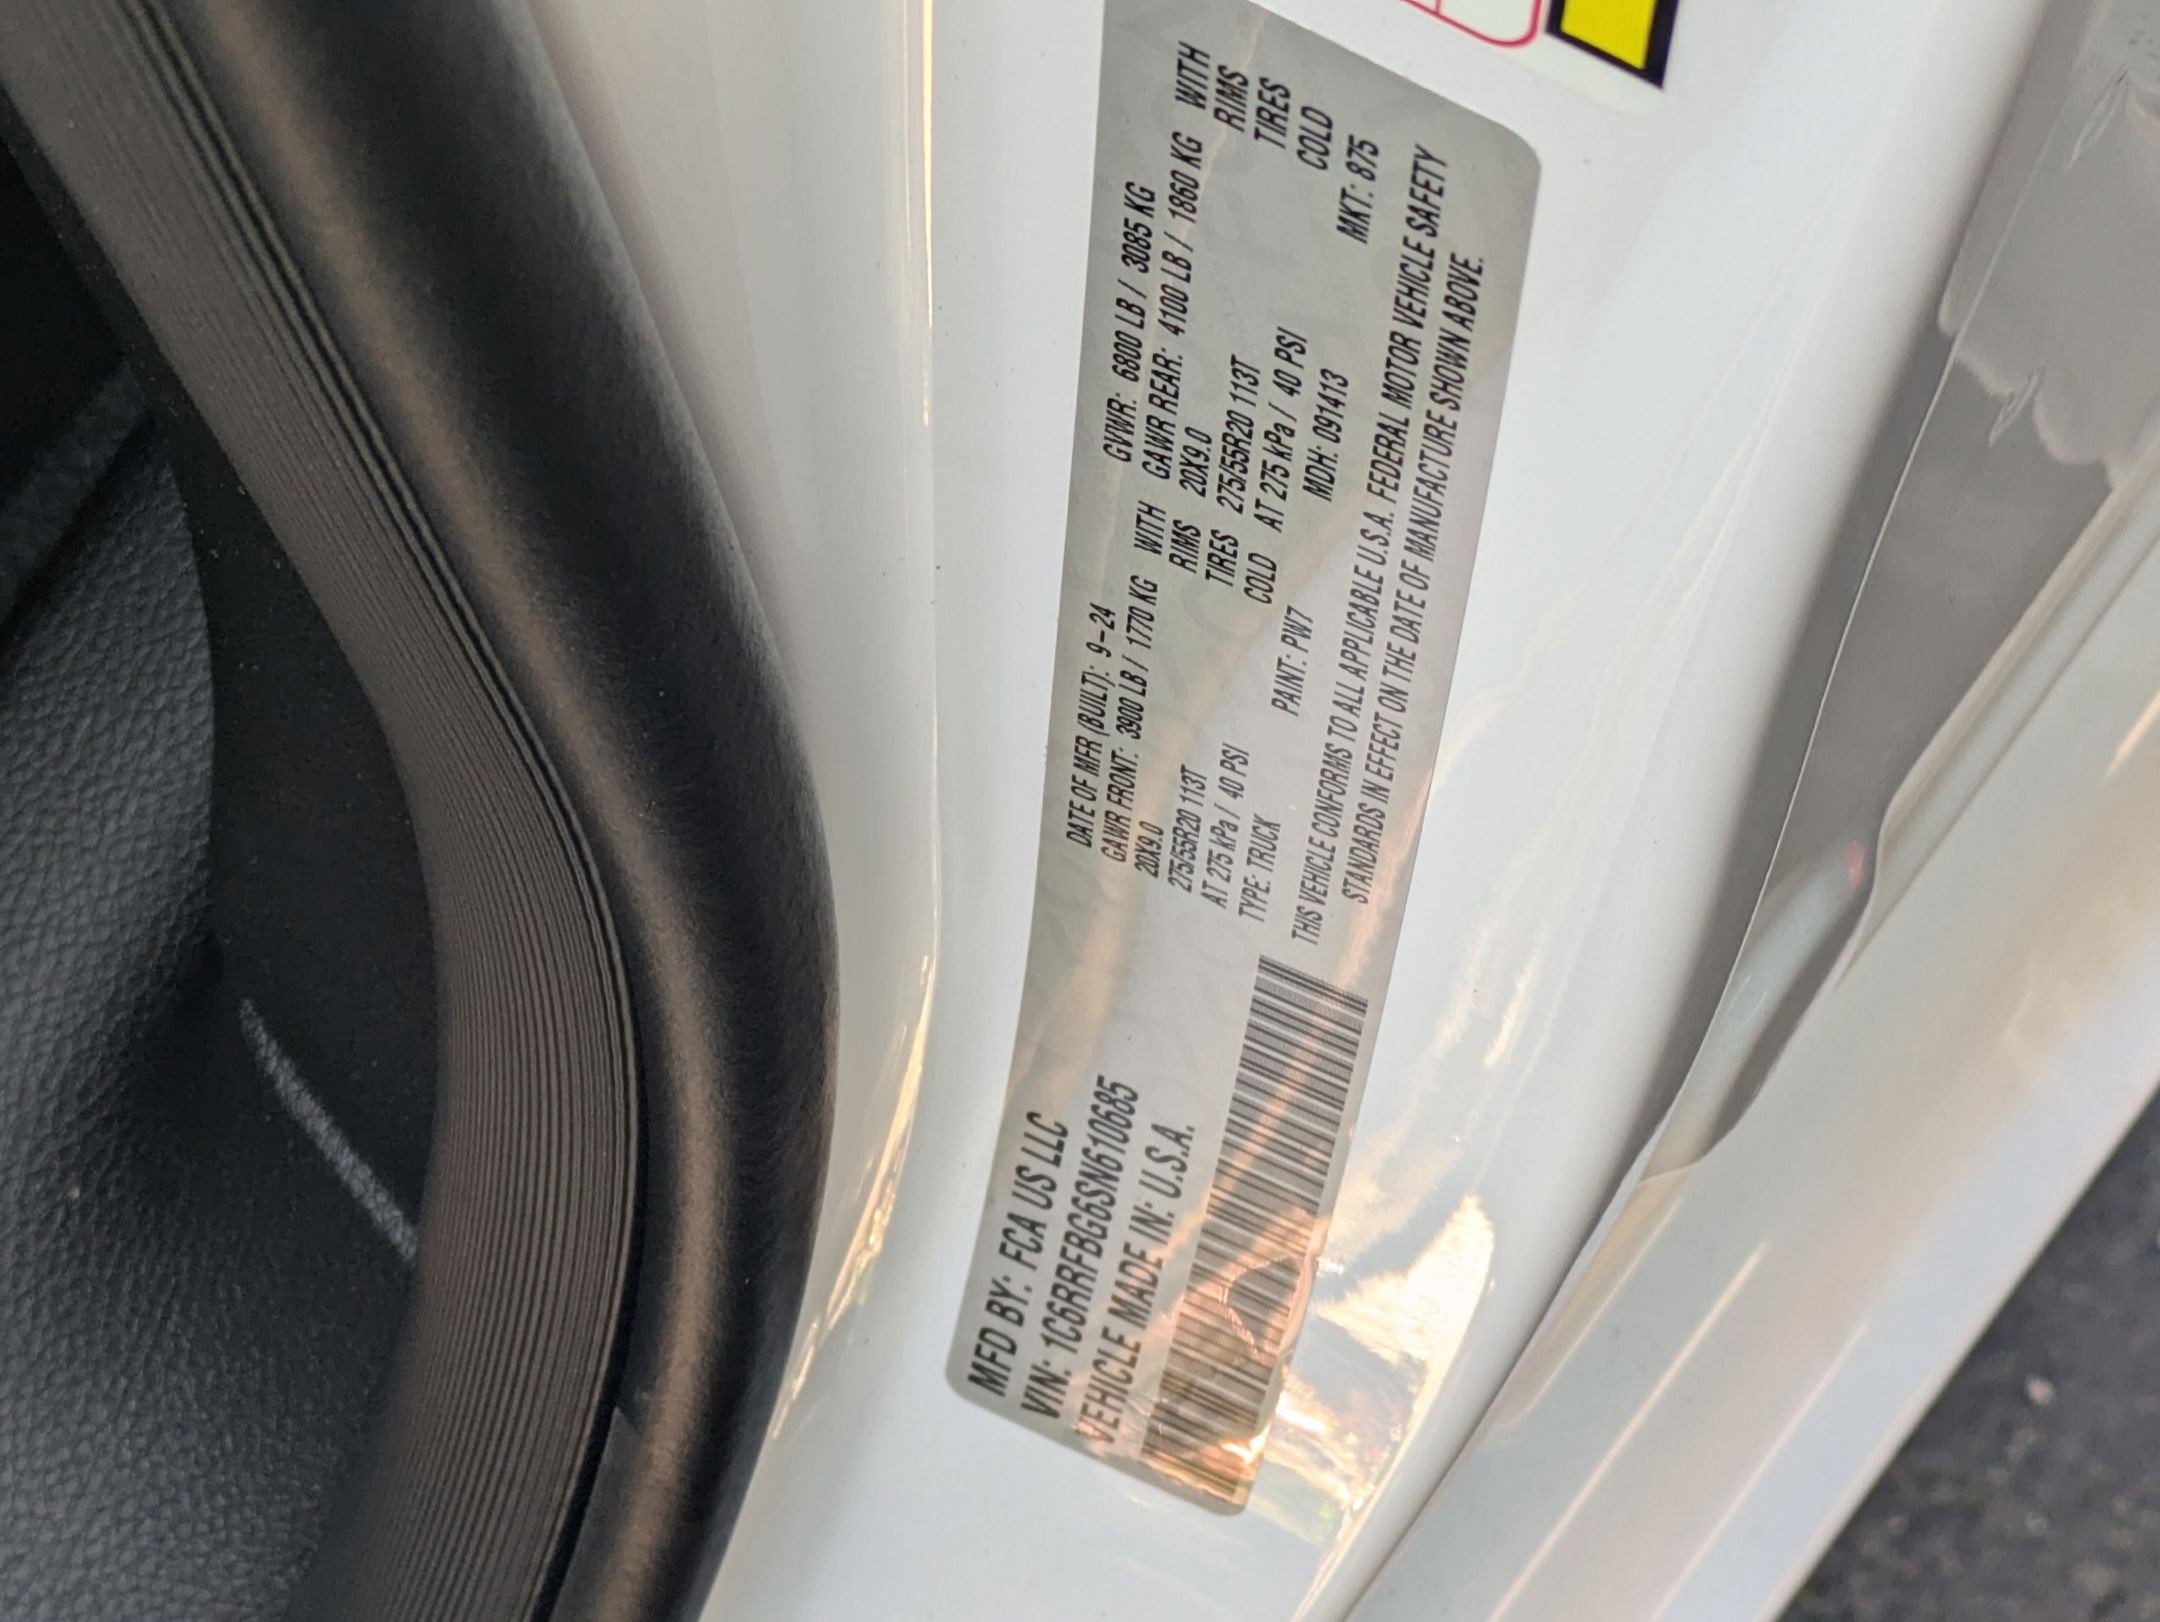 MFD BY: FCA US LLC
VIN: 1C6RRFBG6SN610685
VEHICLE MADE IN: U.S.A.
DATE OF MFR (BUILT): 9-24 GVWR: 6800 LB / 3085 KG
GAWR FRONT: 3900 LB / 1770 KG WITH GAWR REAR: 4100 LB / 1860 KG WITH
20X9.0 RIMS 20X9.0 RIMS
275/55R20 113T TIRES 275/55R20 113T TIRES
AT 275 kPa / 40 PSI COLD AT 275 kPa / 40 PSI COLD
TYPE: TRUCK PAINT: PW7 MDH: 091413 MKT: 875
THIS VEHICLE CONFORMS TO ALL APPLICABLE U.S.A. FEDERAL MOTOR VEHICLE SAFETY
STANDARDS IN EFFECT ON THE DATE OF MANUFACTURE SHOWN ABOVE.